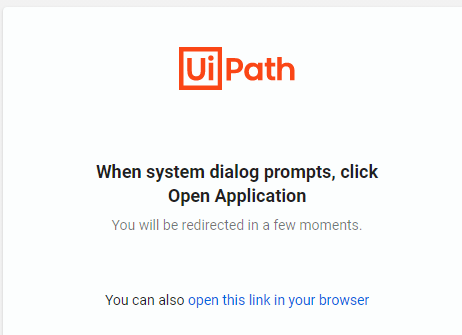 UiPath
When system dialog prompts, click
Open Application
You will be redirected in a few moments.
You can also open this link in your browser